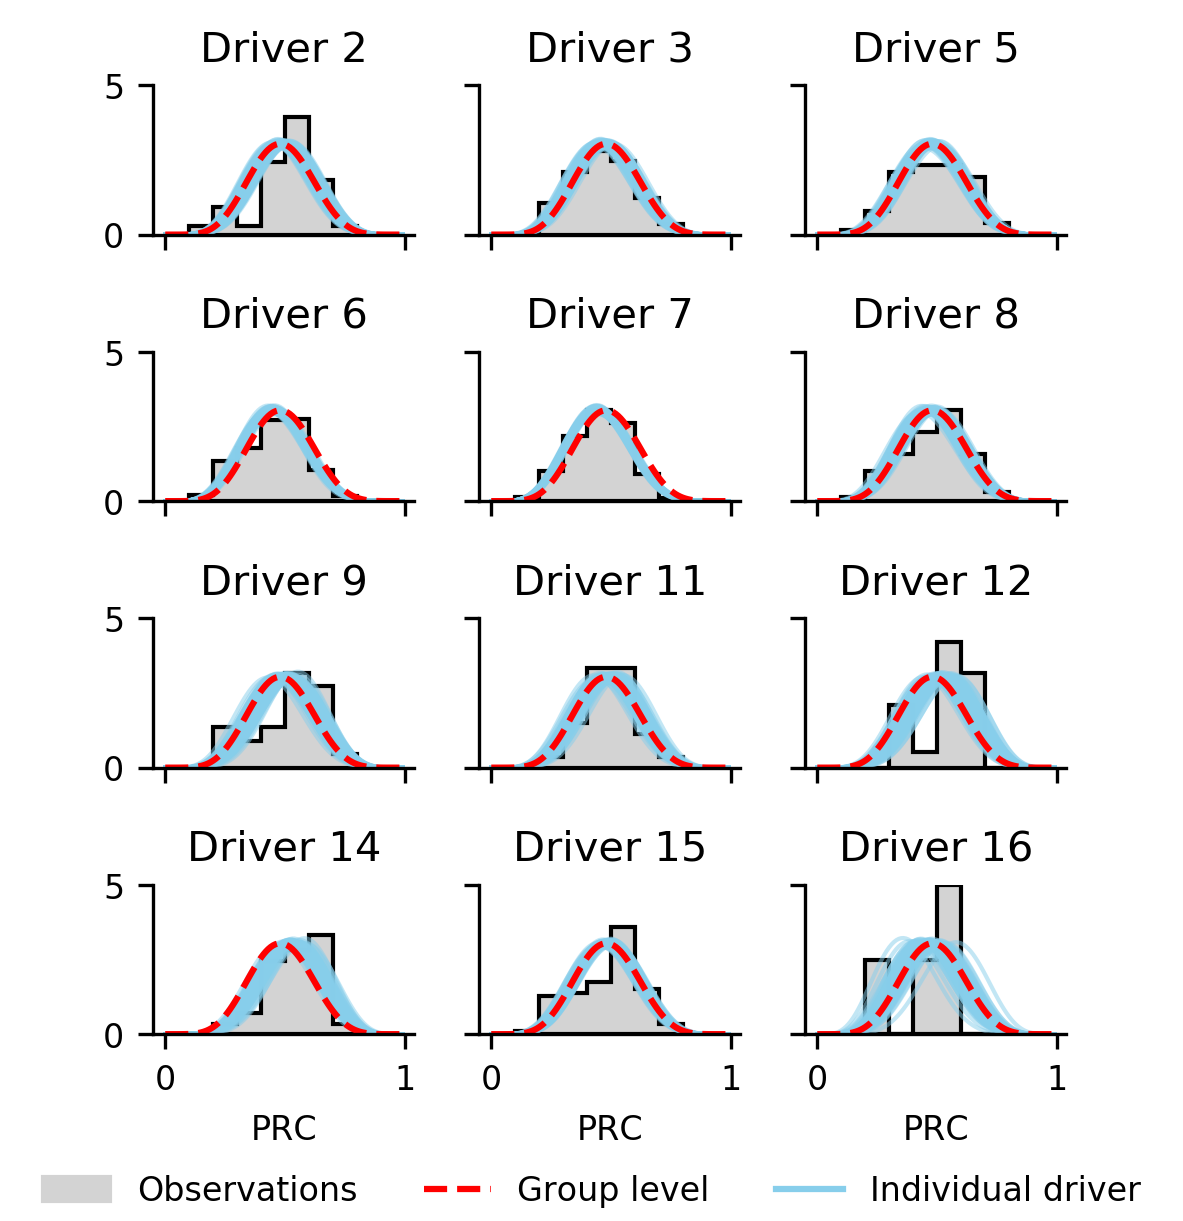 Driver 2 Driver 3 Driver 5
5
0
Driver 6 Driver 7 Driver 8
5
0
Driver 9 Driver 11 Driver 12
5
0
Driver 14 Driver 15 Driver 16
5
0
0 1 0 1 0 1
PRC PRC PRC
Observations Group level Individual driver